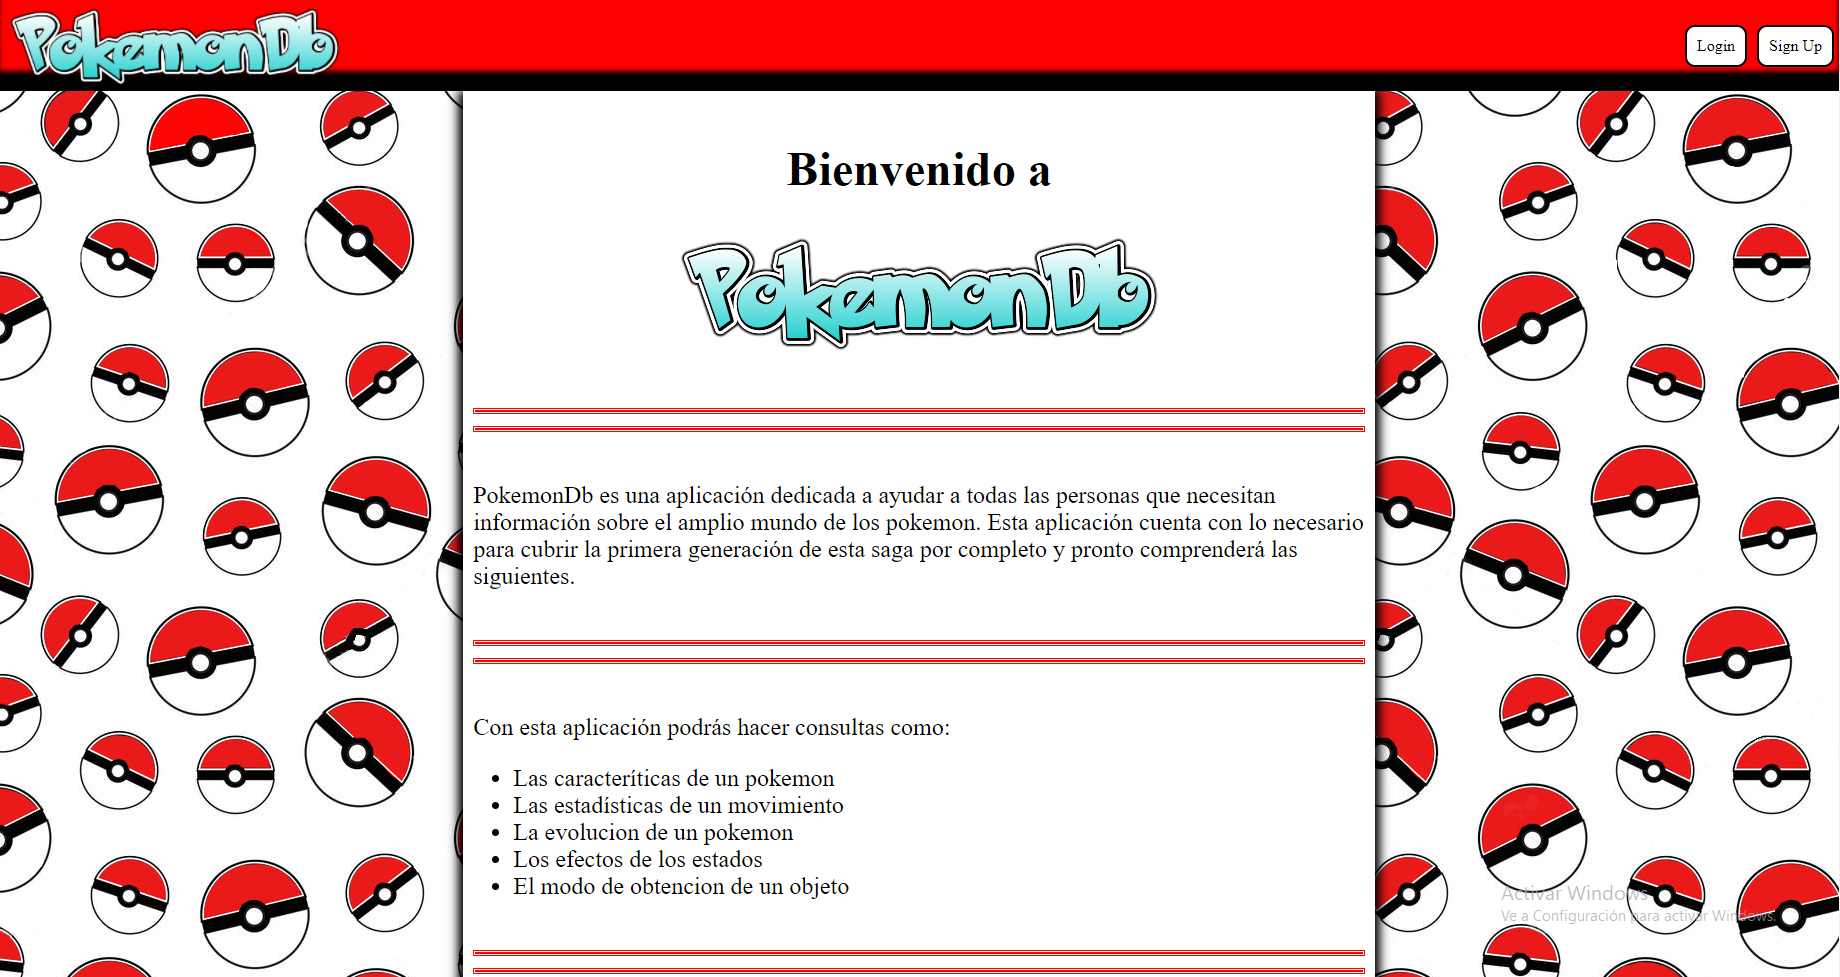 PokemonDb
Login
Sign Up
Bienvenido a
PokemonDb
PokemonDb es una aplicación dedicada a ayudar a todas las personas que necesitan
información sobre el amplio mundo de los pokemon. Esta aplicación cuenta con lo necesario
para cubrir la primera generación de esta saga por completo y pronto comprenderá las
siguientes.
Con esta aplicación podrás hacer consultas como:
Las caracteríticas de un pokemon
Las estadísticas de un movimiento
La evolucion de un pokemon
Los efectos de los estados
El modo de obtencion de un objeto
Activar Windows
Ve a Configuración para activar Windows.